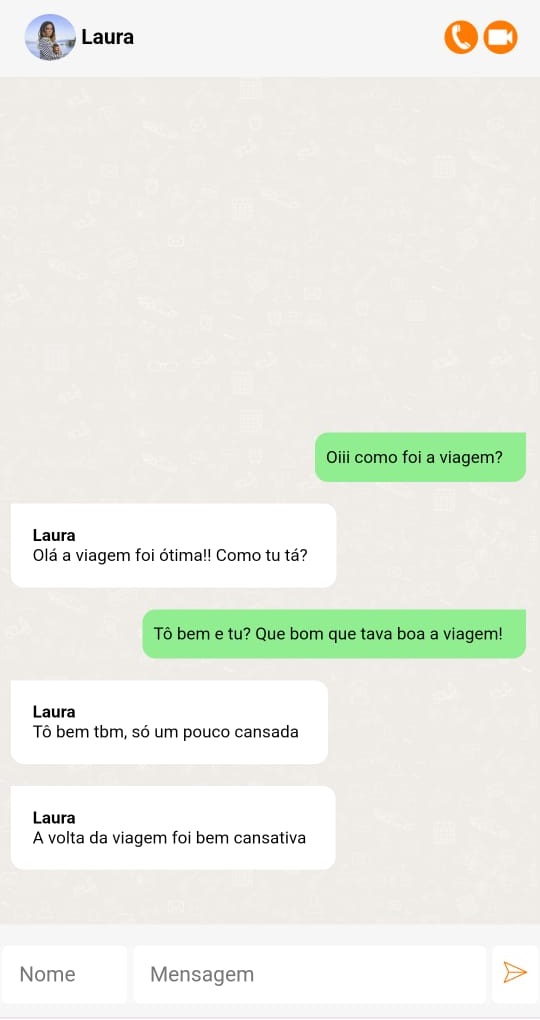 Laura
Oiii como foi a viagem?
Laura
Olá a viagem foi ótima!! Como tu tá?
Tô bem e tu? Que bom que tava boa a viagem!
Laura
Tô bem tbm, só um pouco cansada
Laura
A volta da viagem foi bem cansativa
Nome
Mensagem